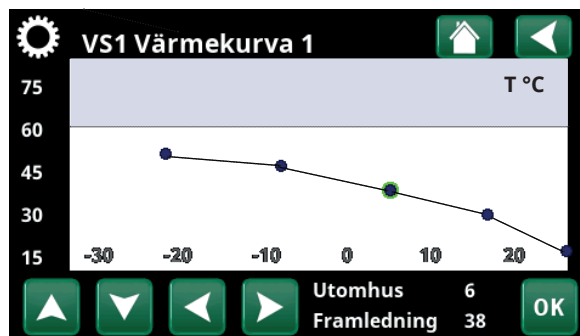 VS1 Värmekurva 1
T °C
75
60
45
30
15
-30 -20 -10 0 10 20
Utomhus 6
Framledning 38
OK